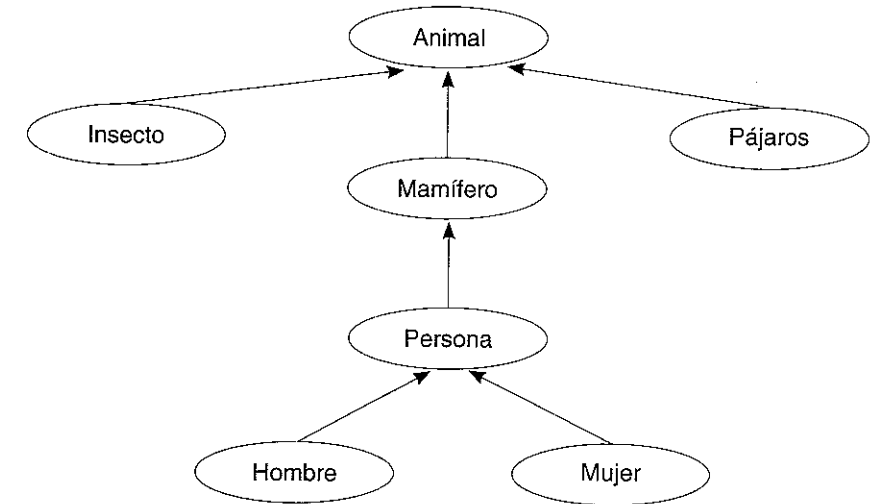 Animal
Insecto
Pájaros
Mamífero
Persona
Hombre
Mujer